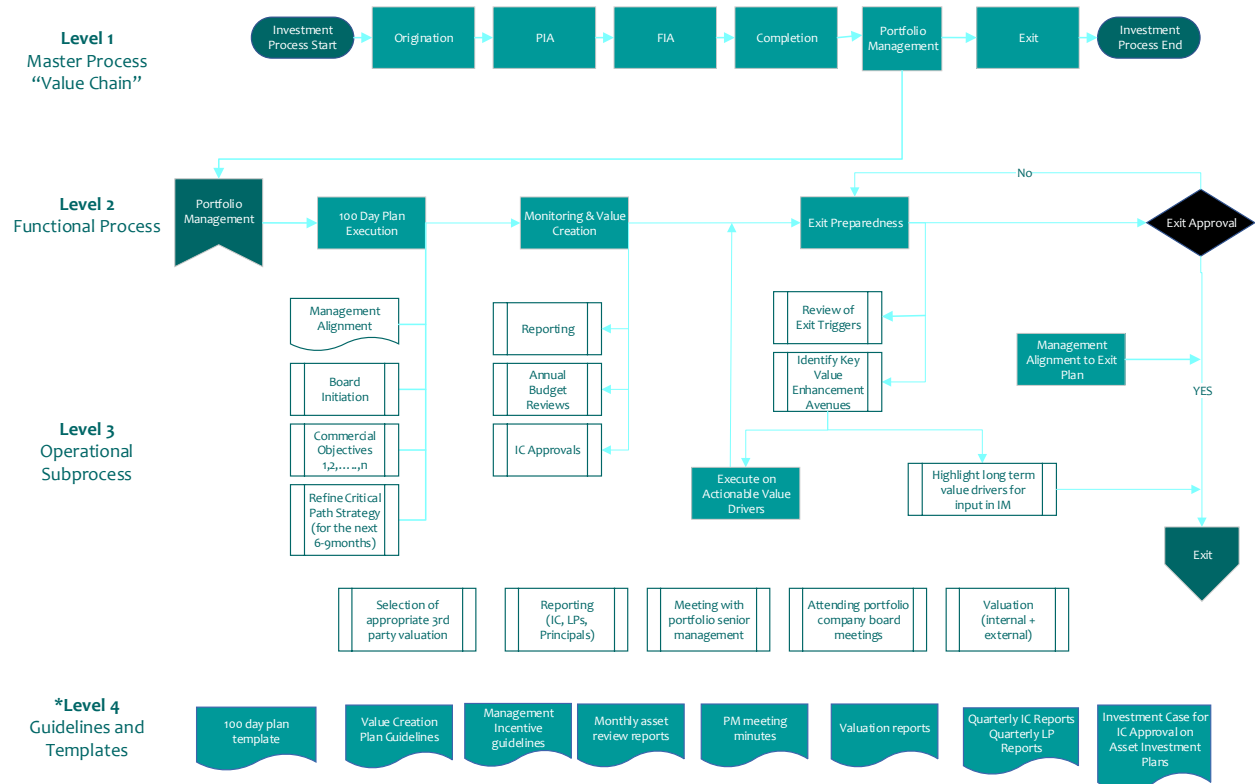 Level 1
Master Process
“Value Chain”
Investment
Process Start
Origination
PIA
FIA
Completion
Portfolio
Management
Exit
Investment
Process End
No
Level 2
Functional Process
Portfolio
Management
100 Day Plan
Execution
Monitoring & Value
Creation
Exit Preparedness
Exit Approval
Level 3
Operational
Subprocess
Management
Alignment
Board
Initiation
Commercial
Objectives
1,2,…..,n
Refine Critical
Path Strategy
(for the next
6-9months)
Reporting
Annual
Budget
Reviews
IC Approvals
Review of
Exit Triggers
Identify Key
Value
Enhancement
Avenues
Execute on
Actionable Value
Drivers
Highlight long term
value drivers for
input in IM
Management
Alignment to Exit
Plan
YES
Exit
Selection of
appropriate 3rd
party valuation
Reporting
(IC, LPs,
Principals)
Meeting with
portfolio senior
management
Attending portfolio
company board
meetings
Valuation
(internal +
external)
*Level 4
Guidelines and
Templates
100 day plan
template
Value Creation
Plan Guidelines
Management
Incentive
guidelines
Monthly asset
review reports
PM meeting
minutes
Valuation reports
Quarterly IC Reports
Quarterly LP
Reports
Investment Case for
IC Approval on
Asset Investment
Plans